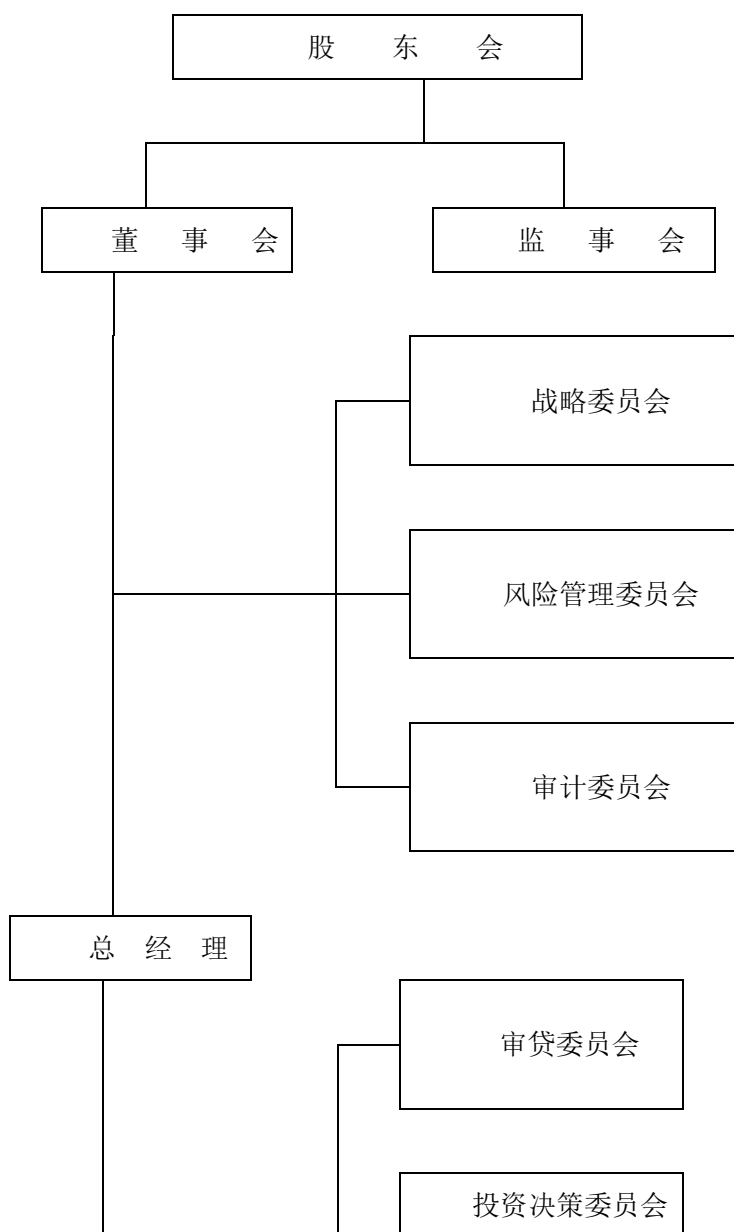 股 东 会
董 事 会
监 事 会
战略委员会
风险管理委员会
审计委员会
总 经 理
审贷委员会
投资决策委员会